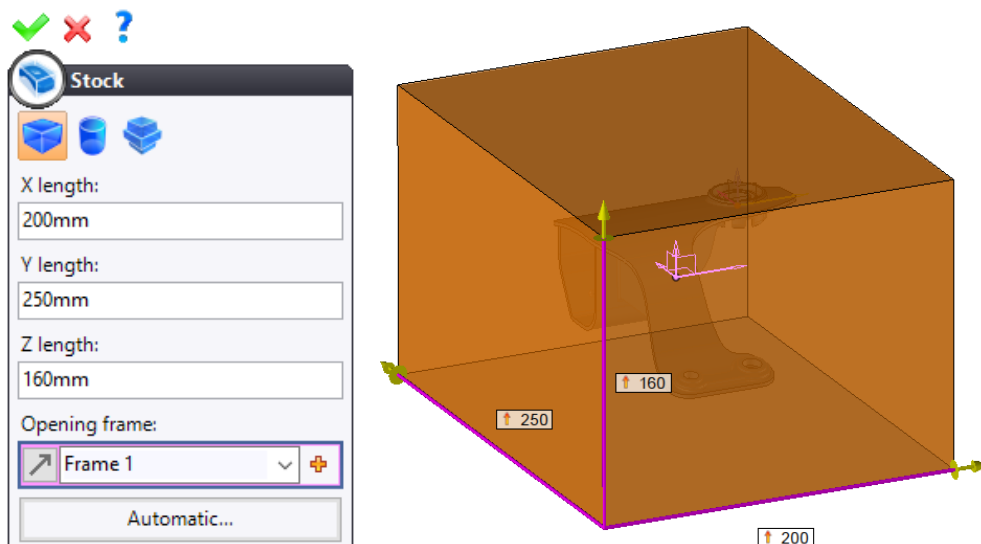 ?
Stock
X length:
200mm
Y length:
250mm
Z length:
160mm
Opening frame:
Frame 1
Automatic...
160
250
200